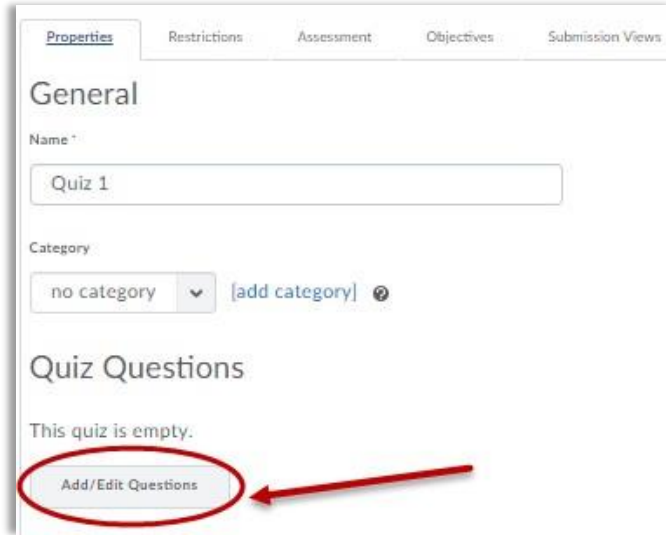 Properties Restrictions Assessment Objectives Submission Views
General
Name *
Quiz 1
Category
no category [add category]
Quiz Questions
This quiz is empty.
Add/Edit Questions